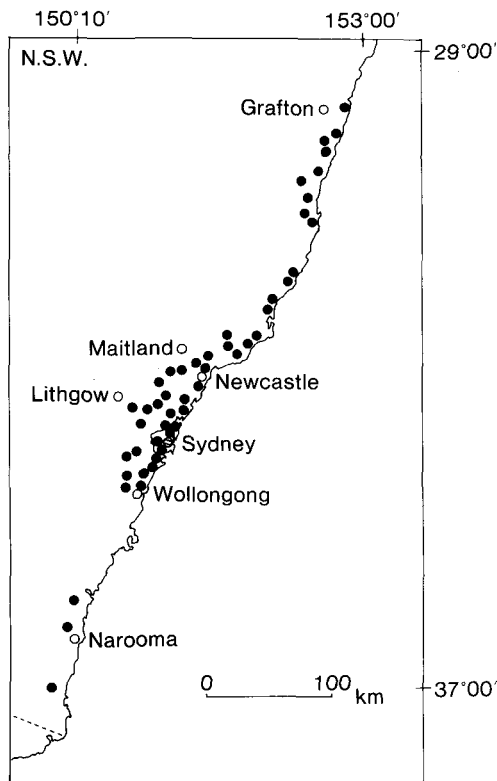 150°10'
153°00'
29°00'
N.S.W.
Grafton
Maitland
Newcastle
Lithgow
Sydney
Wollongong
Narooma
0 100
km
37°00'